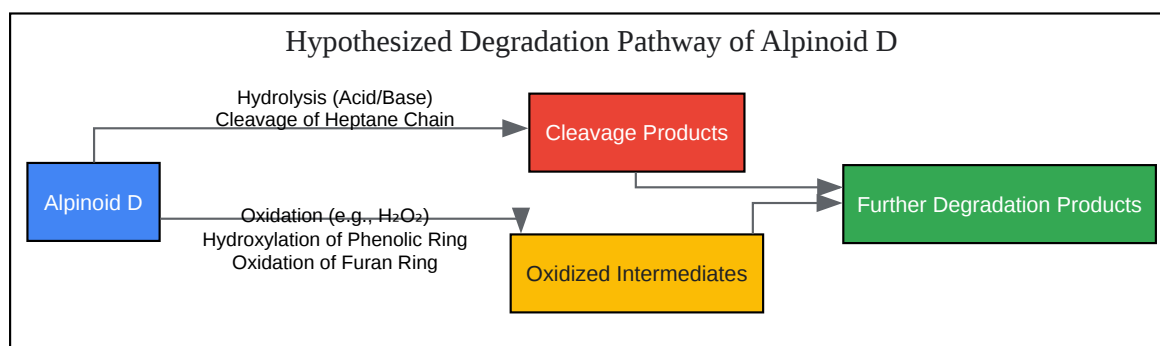 Hypothesized Degradation Pathway of Alpinoid D
Hydrolysis (Acid/Base)
Cleavage of Heptane Chain
Cleavage Products
Alpinoid D
Further Degradation Products
Oxidation (e.g., H₂O₂)
Hydroxylation of Phenolic Ring
Oxidation of Furan Ring
Oxidized Intermediates